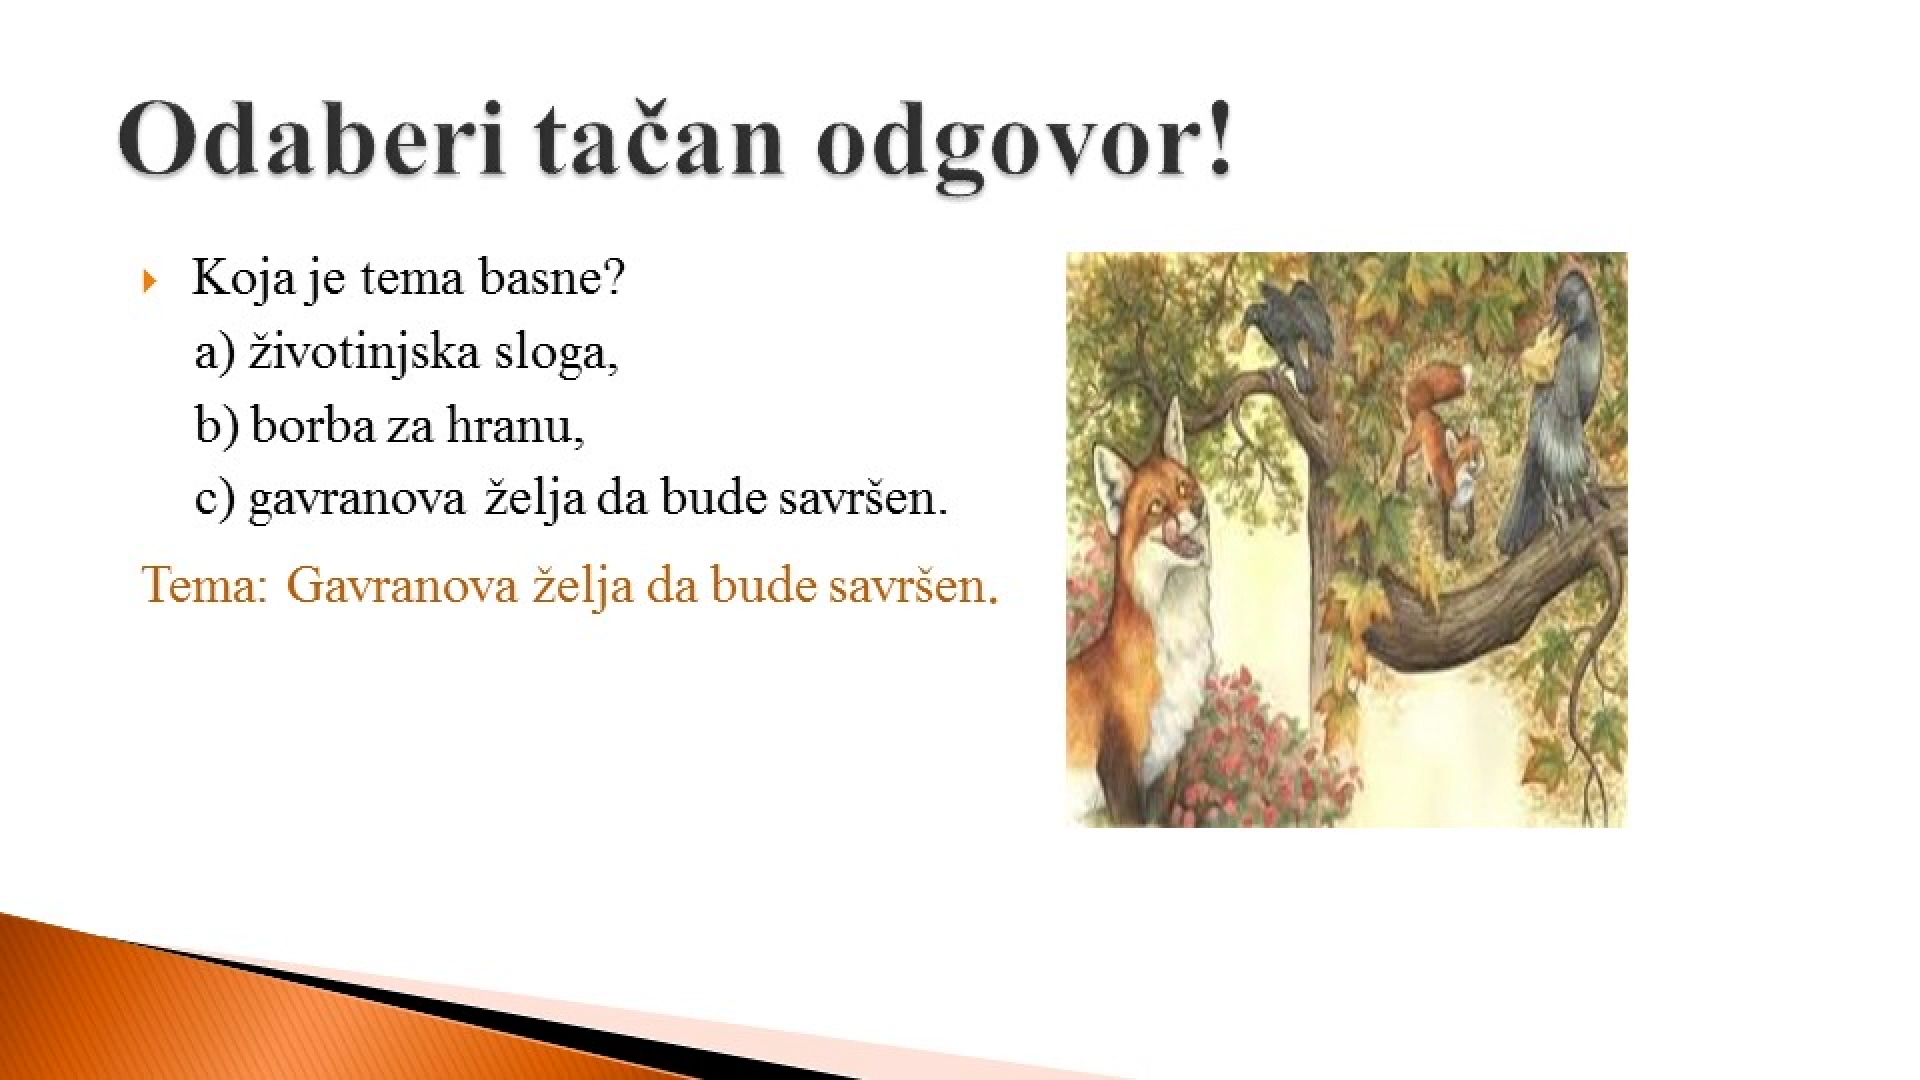 Odaberi tačan odgovor!
Koja je tema basne?
a) životinjska sloga,
b) borba za hranu,
c) gavranova želja da bude savršen.
Tema: Gavranova želja da bude savršen.